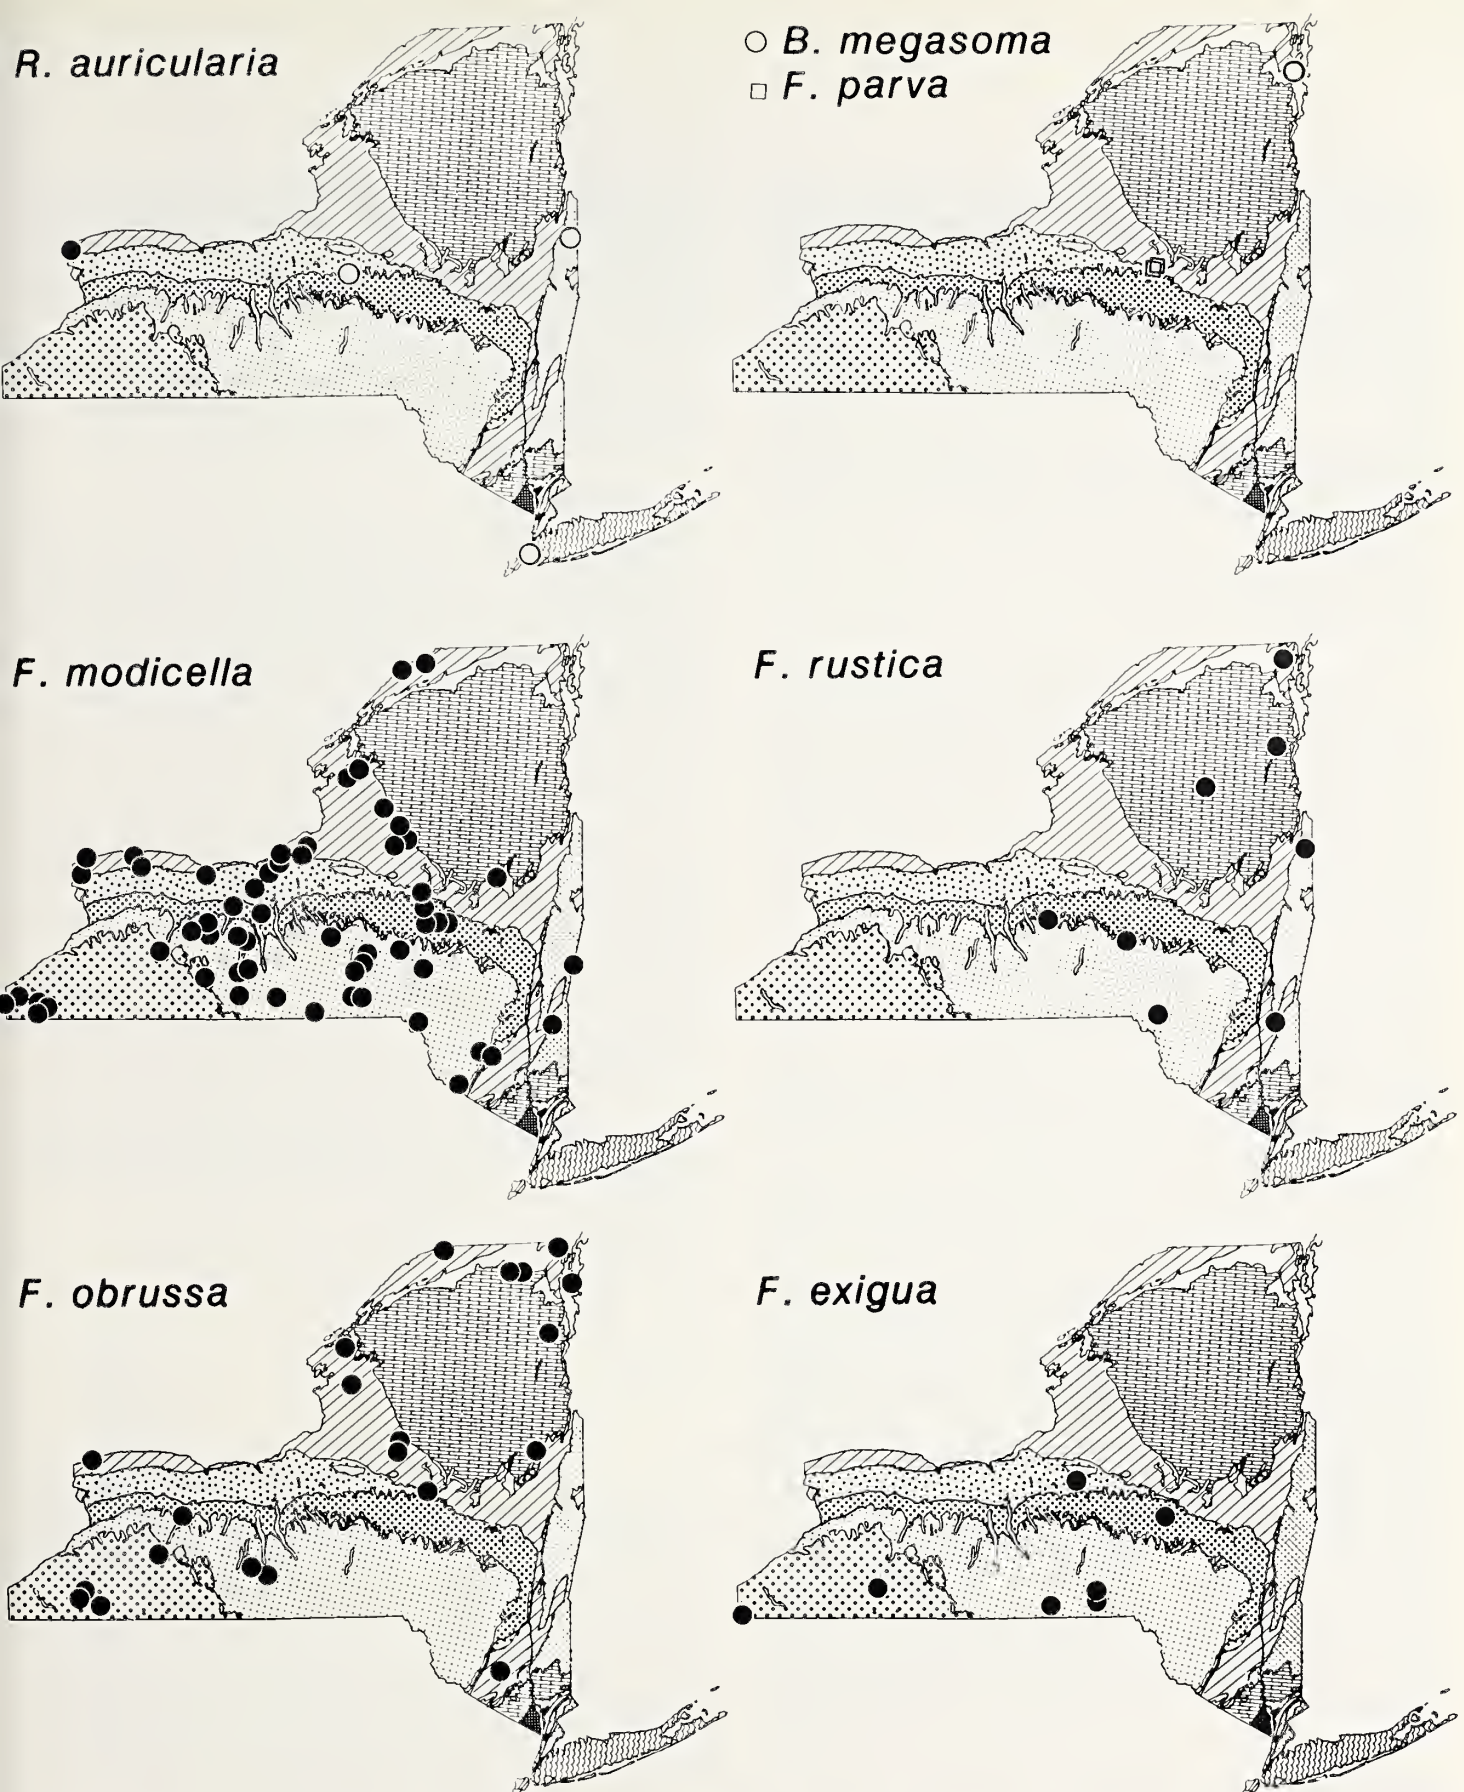 R. auricularia
○ B. megasoma
□ F. parva
F. modicella
F. rustica
F. obrussa
F. exigua